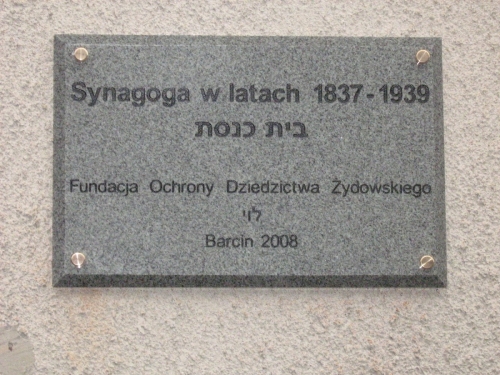 Synagoga w latach 1837-1939
בית כנסת
Fundacja Ochrony Dziedzictwa Żydowskiego
לוי
Barcin 2008